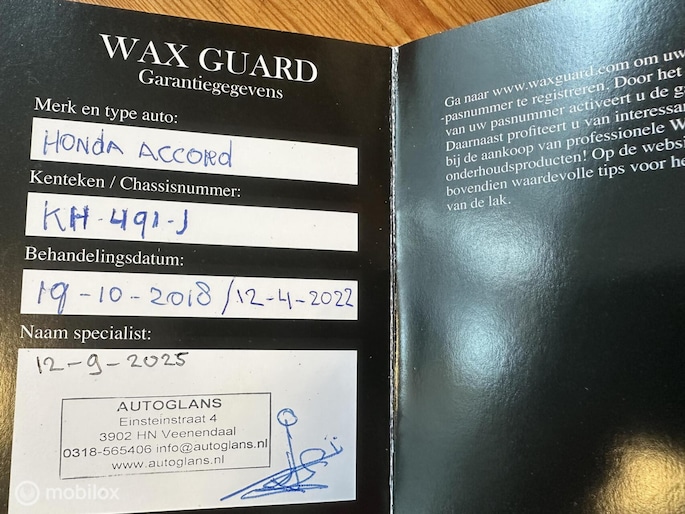 WAX GUARD
Garantiegegevens
Merk en type auto:
HONDA ACCORD
Kenteken / Chassisnummer:
KH-491-J
Behandelingsdatum:
19-10-2018/12-4-2022
Naam specialist:
12-9-2025
AUTOGLANS
Einsteinstraat 4
3902 HN Veenendaal
0318-565406 info@autoglans.nl
www.autoglans.nl
Ga naar www.waxguard.com om uw
-pasnummer te registreren. Door het
van uw pasnummer activeert u de
Daarnaast profiteert u van
bij de aankoop van professionele
onderhoudsproducten! Op de
bovendien waardevolle tips voor
van de lak.
mobilox